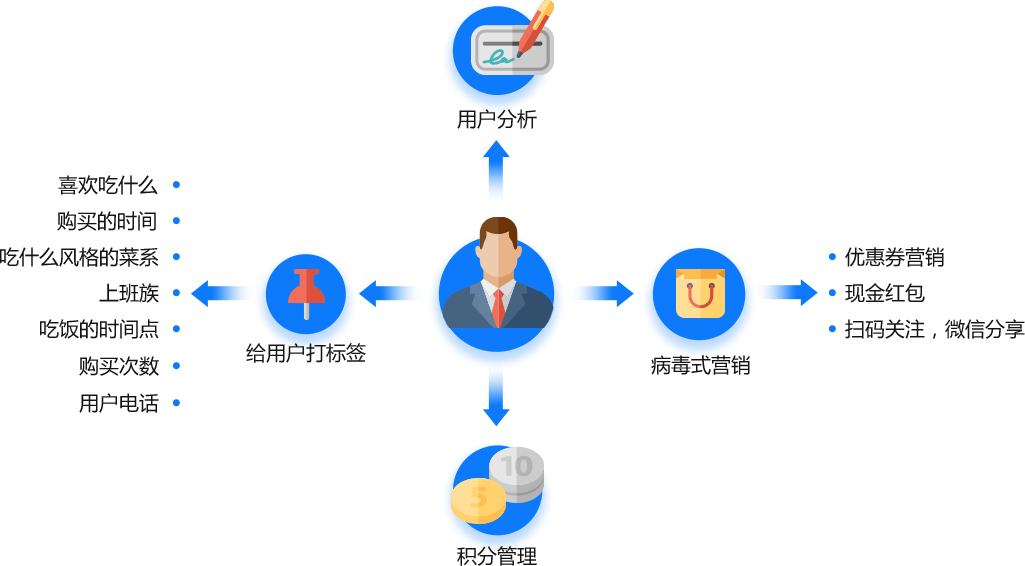 用户分析
喜欢吃什么
购买的时间
吃什么风格的菜系
上班族
吃饭的时间点
购买次数
用户电话
给用户打标签
病毒式营销
优惠券营销
现金红包
扫码关注，微信分享
10
5
积分管理